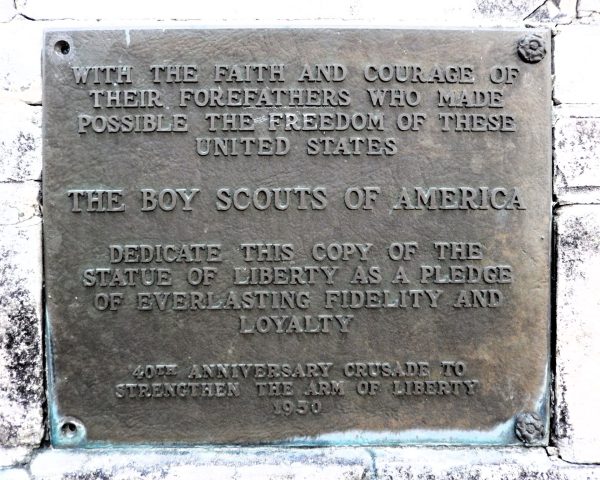 WITH THE FAITH AND COURAGE OF
THEIR FOREFATHERS WHO MADE
POSSIBLE THE FREEDOM OF THESE
UNITED STATES
THE BOY SCOUTS OF AMERICA
DEDICATE THIS COPY OF THE
STATUE OF LIBERTY AS A PLEDGE
OF EVERLASTING FIDELITY AND
LOYALTY
40TH ANNIVERSARY CRUSADE TO
STRENGTHEN THE ARM OF LIBERTY
1950